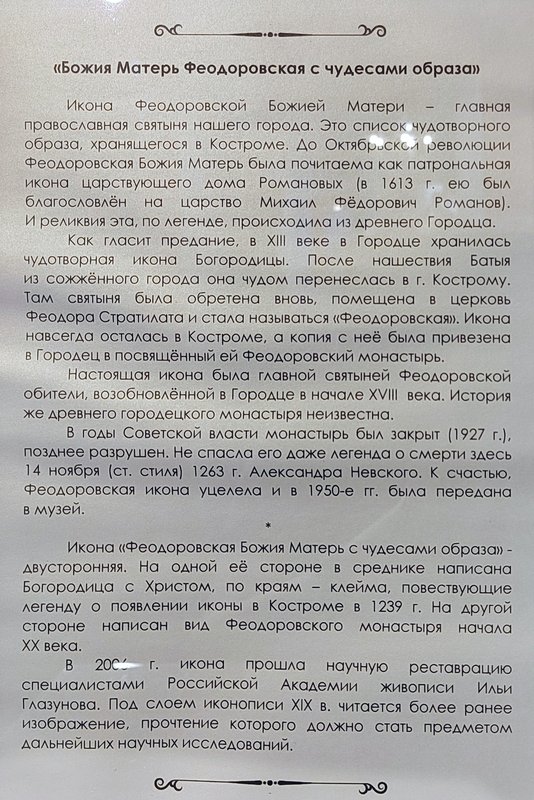 «Божия Матерь Феодоровская с чудесами образа»
Икона Феодоровской Божией Матери – главная
православная святыня нашего города. Это список чудотворного
образа, хранящегося в Костроме. До Октябрьской революции
Феодоровская Божия Матерь была почитаема как патрональная
икона царствующего дома Романовых (в 1613 г. ею был
благословлён на царство Михаил Фёдорович Романов).
И реликвия эта, по легенде, происходила из древнего Городца.
Как гласит предание, в XIII веке в Городце хранилась
чудотворная икона Богородицы. После нашествия Батыя
из сожжённого города она чудом перенеслась в г. Кострому.
Там святыня была обретена вновь, помещена в церковь
Феодора Стратилата и стала называться «Феодоровская». Икона
навсегда осталась в Костроме, а копия с неё была привезена
в Городец в посвящённый ей Феодоровский монастырь.
Настоящая икона была главной святыней Феодоровской
обители, возобновлённой в Городце в начале XVIII века. История
же древнего городецкого монастыря неизвестна.
В годы Советской власти монастырь был закрыт (1927 г.),
позднее разрушен. Не спасла его даже легенда о смерти здесь
14 ноября (ст. стиля) 1263 г. Александра Невского. К счастью,
Феодоровская икона уцелела и в 1950-е гг. была передана
в музей.
*
Икона «Феодоровская Божия Матерь с чудесами образа» -
двусторонняя. На одной её стороне в среднике написана
Богородица с Христом, по краям – клейма, повествующие
легенду о появлении иконы в Костроме в 1239 г. На другой
стороне написан вид Феодоровского монастыря начала
XX века.
В г. икона прошла научную реставрацию
специалистами Российской Академии живописи Ильи
Глазунова. Под слоем иконописи XIX в. читается более ранее
изображение, прочтение которого должно стать предметом
дальнейших научных исследований.